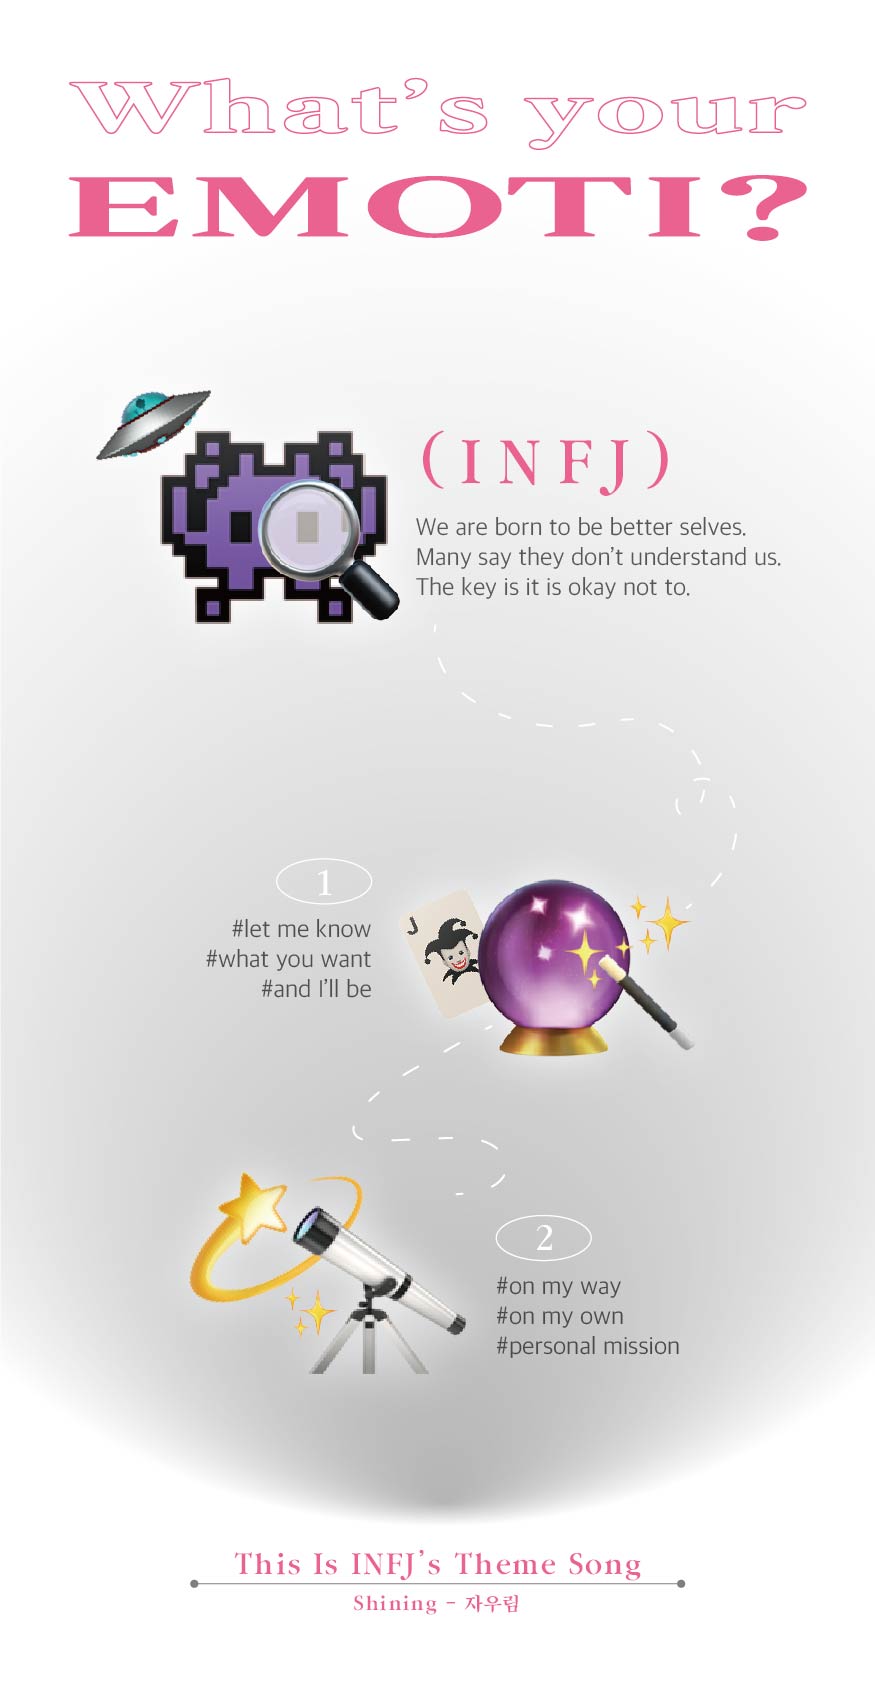 What's your
EMOTI?
(INFJ)
We are born to be better selves.
Many say they don't understand us.
The key is it is okay not to.
1
#let me know
#what you want
#and I'll be
J
2
#on my way
#on my own
#personal mission
This Is INFJ's Theme Song
Shining - 자우림